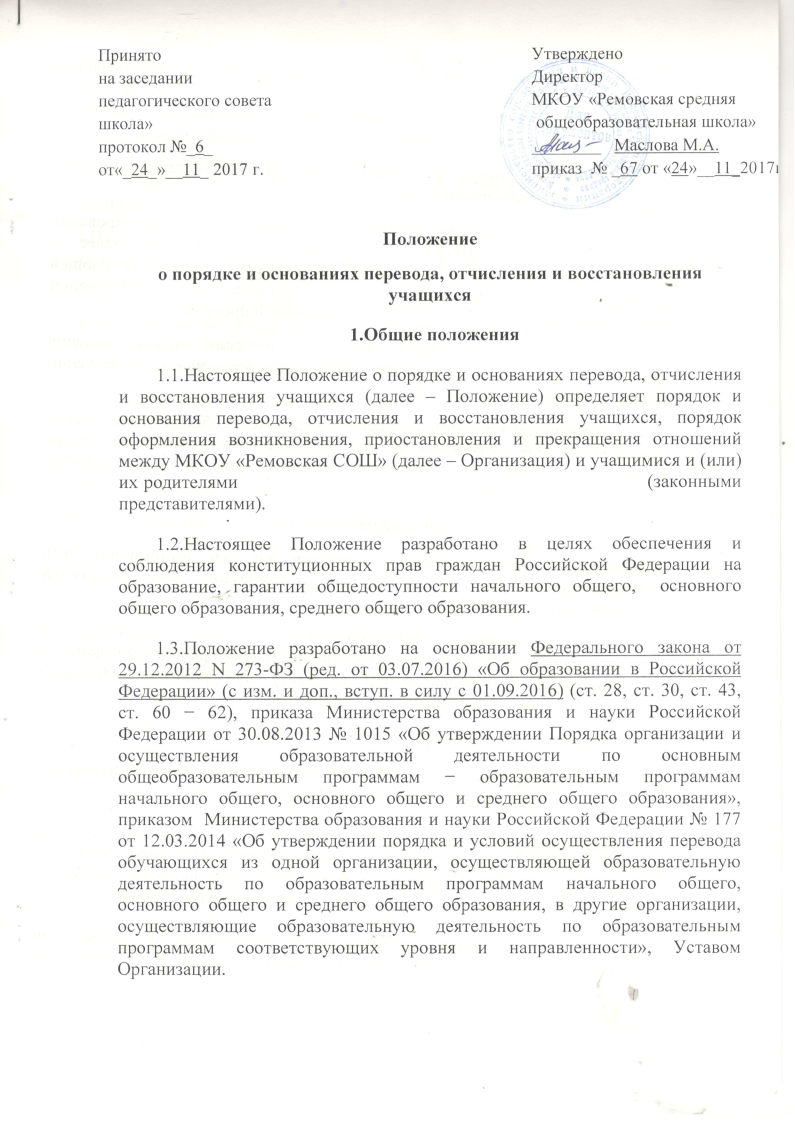 Принято
на заседании
педагогического совета
школа»
протокол №_6_
от«_24_»__11_ 2017 г.
Утверждено
Директор
МКОУ «Ремовская средняя
общеобразовательная школа»
Маслова М.А.
приказ № _67 от «24»__11_2017г
Положение
о порядке и основаниях перевода, отчисления и восстановления
учащихся
1.Общие положения
1.1.Настоящее Положение о порядке и основаниях перевода, отчисления
и восстановления учащихся (далее – Положение) определяет порядок и
основания перевода, отчисления и восстановления учащихся, порядок
оформления возникновения, приостановления и прекращения отношений
между МКОУ «Ремовская СОШ» (далее – Организация) и учащимися и (или)
их родителями (законными
представителями).
1.2.Настоящее Положение разработано в целях обеспечения и
соблюдения конституционных прав граждан Российской Федерации на
образование, гарантии общедоступности начального общего, основного
общего образования, среднего общего образования.
1.3.Положение разработано на основании Федерального закона от
29.12.2012 N 273-ФЗ (ред. от 03.07.2016) «Об образовании в Российской
Федерации» (с изм. и доп., вступ. в силу с 01.09.2016) (ст. 28, ст. 30, ст. 43,
ст. 60 − 62), приказа Министерства образования и науки Российской
Федерации от 30.08.2013 № 1015 «Об утверждении Порядка организации и
осуществления образовательной деятельности по основным
общеобразовательным программам − образовательным программам
начального общего, основного общего и среднего общего образования»,
приказом Министерства образования и науки Российской Федерации № 177
от 12.03.2014 «Об утверждении порядка и условий осуществления перевода
обучающихся из одной организации, осуществляющей образовательную
деятельность по образовательным программам начального общего,
основного общего и среднего общего образования, в другие организации,
осуществляющие образовательную деятельность по образовательным
программам соответствующих уровня и направленности», Уставом
Организации.